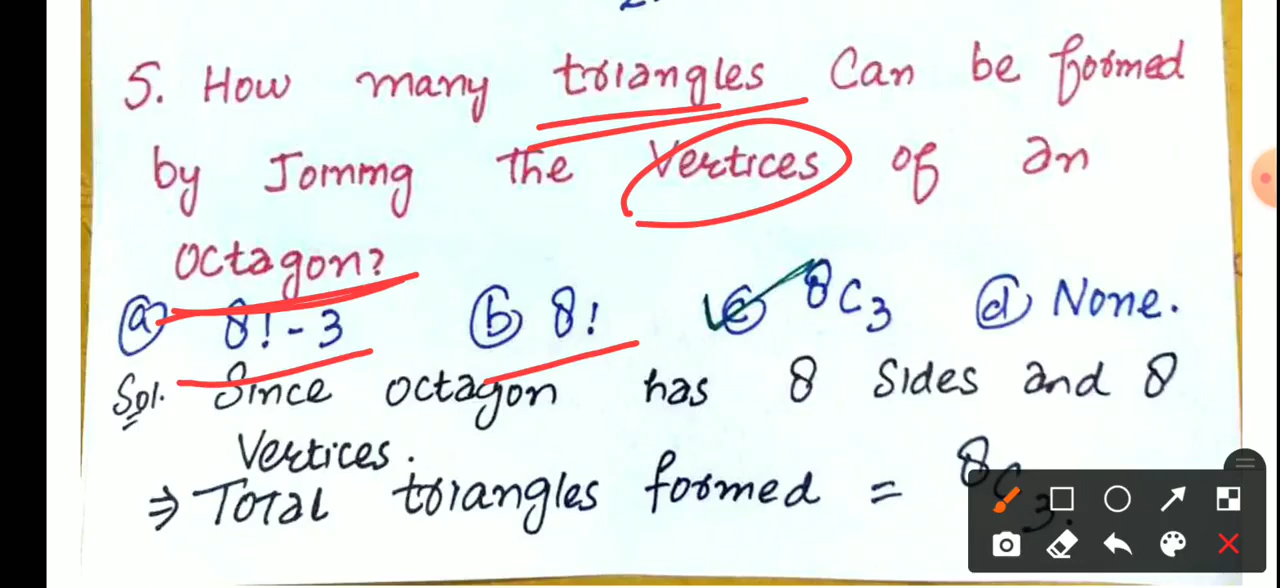 5. How many triangles Can be formed
by Joining the Vertices of an
octagon?
(a) 8! - 3 (b) 8! (c) 8C3 (d) None.
Sol. Since octagon has 8 Sides and 8
Vertices.
⇒ Total triangles formed = 8C3.